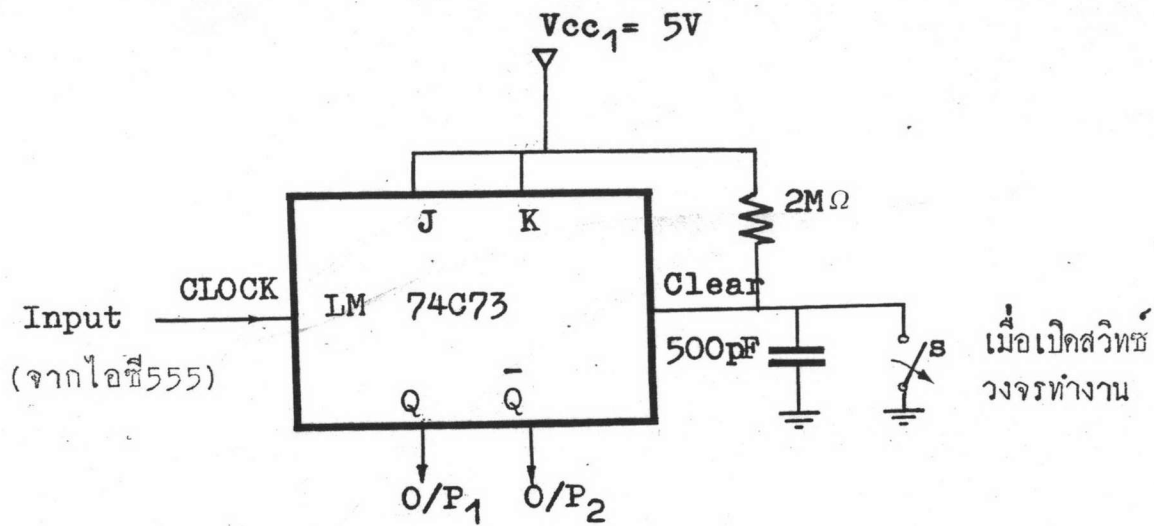 Vcc₁= 5V
J K
2MΩ
CLOCK
Clear
LM 74C73
Input
(จากไอซี555)
500pF
S
เมื่อเปิดสวิทซ์
วงจรทำงาน
Q Q̅
O/P₁ O/P₂